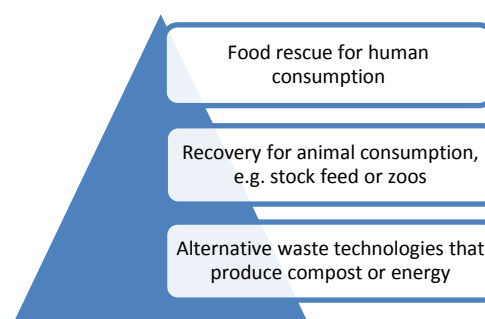 Food rescue for human
consumption
Recovery for animal consumption,
e.g. stock feed or zoos
Alternative waste technologies that
produce compost or energy